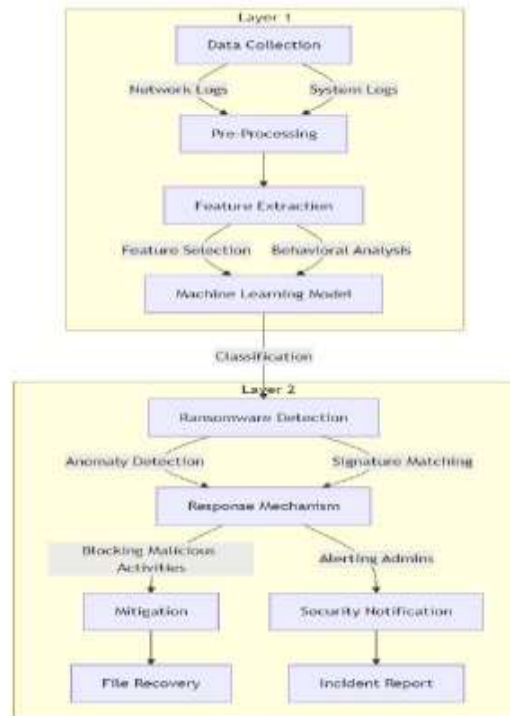 Layer 1
Data Collection
Network Logs
System Logs
Pre-Processing
Feature Extraction
Feature Selection
Behavioral Analysis
Machine Learning Model
Classification
Layer 2
Ransomware Detection
Anomaly Detection
Signature Matching
Response Mechanism
Blocking Malicious
Activities
Alerting Admins
Mitigation
Security Notification
File Recovery
Incident Report